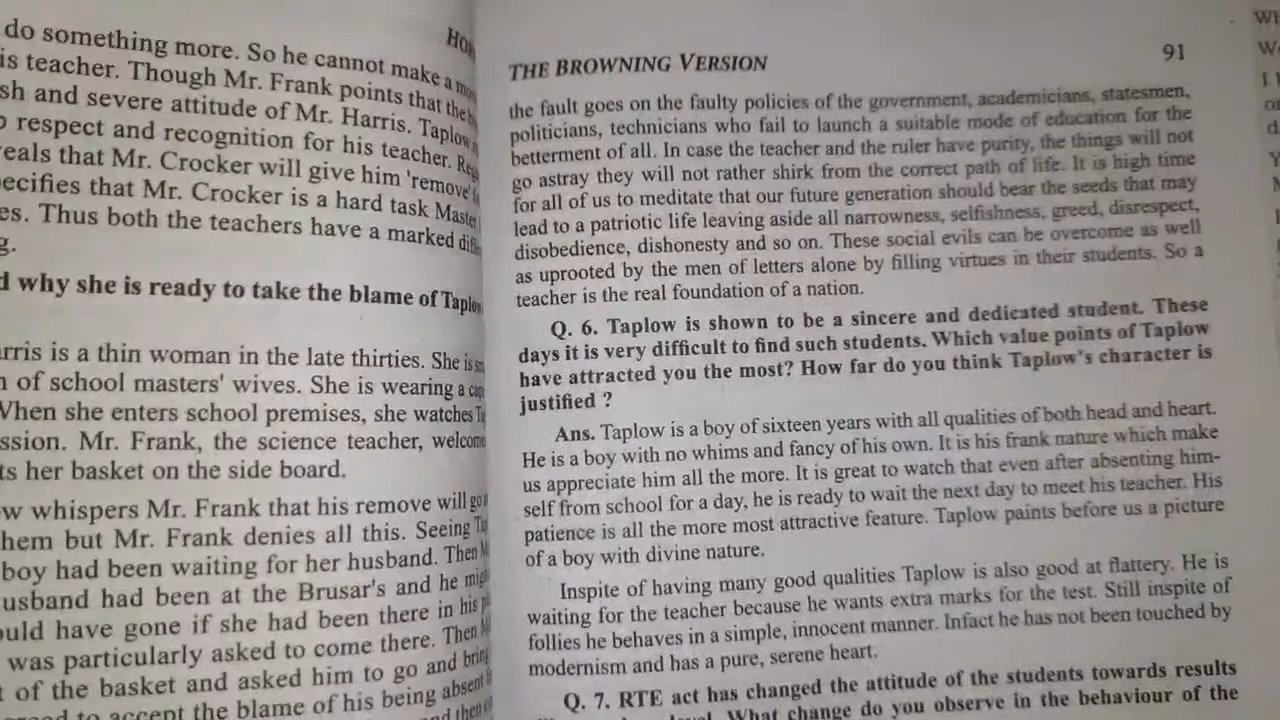 HO
do something more. So he cannot make a
is teacher. Though Mr. Frank points that the
sh and severe attitude of Mr. Harris. Taplow
respect and recognition for his teacher.
eals that Mr. Crocker will give him 'remove'
ecifies that Mr. Crocker is a hard task Master
es. Thus both the teachers have a marked
g.
d why she is ready to take the blame of Taplow
rris is a thin woman in the late thirties. She is
n of school masters' wives. She is wearing a
When she enters school premises, she watches
ssion. Mr. Frank, the science teacher, welcome
ts her basket on the side board.
ow whispers Mr. Frank that his remove will go
hem but Mr. Frank denies all this. Seeing
boy had been waiting for her husband. Then
usband had been at the Brusar's and he
ould have gone if she had been there in his
was particularly asked to come there. Then
t of the basket and asked him to go and bring
to accept the blame of his being absent
and then
THE BROWNING VERSION 91
the fault goes on the faulty policies of the government, academicians, statesmen,
politicians, technicians who fail to launch a suitable mode of education for the
betterment of all. In case the teacher and the ruler have purity, the things will not
go astray they will not rather shirk from the correct path of life. It is high time
for all of us to meditate that our future generation should bear the seeds that may
lead to a patriotic life leaving aside all narrowness, selfishness, greed, disrespect,
disobedience, dishonesty and so on. These social evils can be overcome as well
as uprooted by the men of letters alone by filling virtues in their students. So a
teacher is the real foundation of a nation.
Q. 6. Taplow is shown to be a sincere and dedicated student. These
days it is very difficult to find such students. Which value points of Taplow
have attracted you the most? How far do you think Taplow's character is
justified ?
Ans. Taplow is a boy of sixteen years with all qualities of both head and heart.
He is a boy with no whims and fancy of his own. It is his frank nature which make
us appreciate him all the more. It is great to watch that even after absenting him-
self from school for a day, he is ready to wait the next day to meet his teacher. His
patience is all the more most attractive feature. Taplow paints before us a picture
of a boy with divine nature.
Inspite of having many good qualities Taplow is also good at flattery. He is
waiting for the teacher because he wants extra marks for the test. Still inspite of
follies he behaves in a simple, innocent manner. Infact he has not been touched by
modernism and has a pure, serene heart.
Q. 7. RTE act has changed the attitude of the students towards results
What change do you observe in the behaviour of the